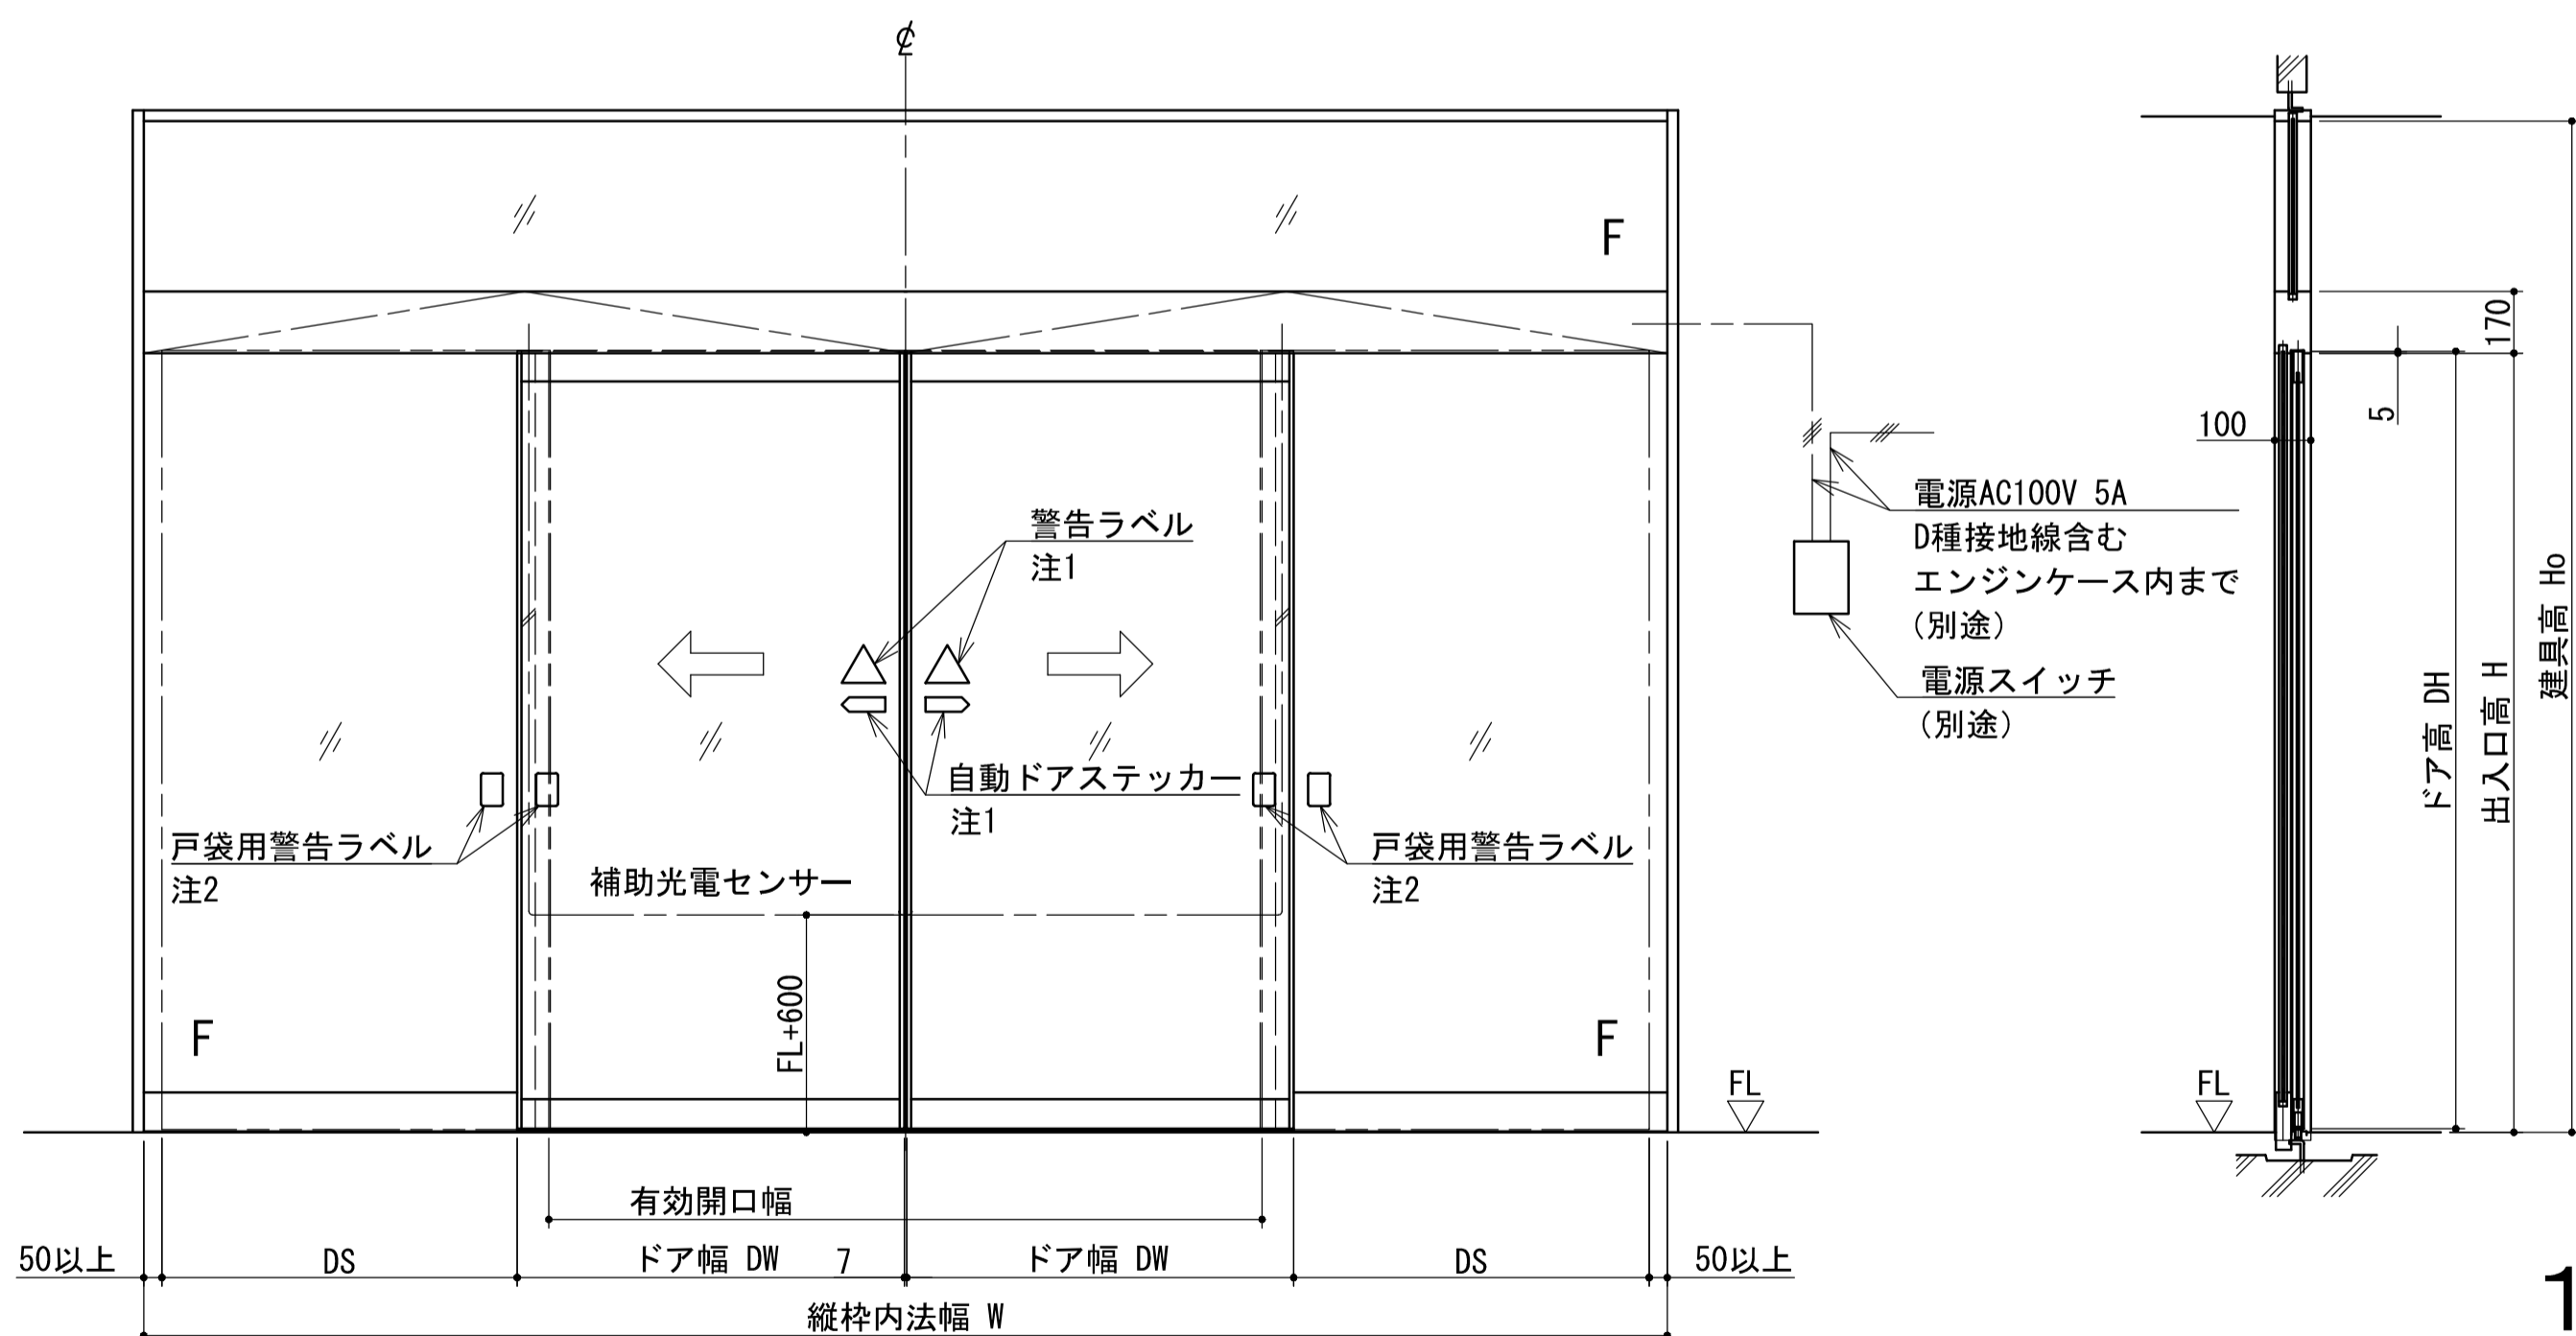 ℄
F
170
5
100
電源AC100V 5A
D種接地線含む
エンジンケース内まで
(別途)
電源スイッチ
(別途)
警告ラベル
注1
自動ドアステッカー
注1
戸袋用警告ラベル
注2
戸袋用警告ラベル
注2
補助光電センサー
FL+600
F
F
FL
FL
ドア高 DH
出入口高 H
建具高 Ho
有効開口幅
50以上
DS
ドア幅 DW
7
ドア幅 DW
DS
50以上
縦枠内法幅 W
1